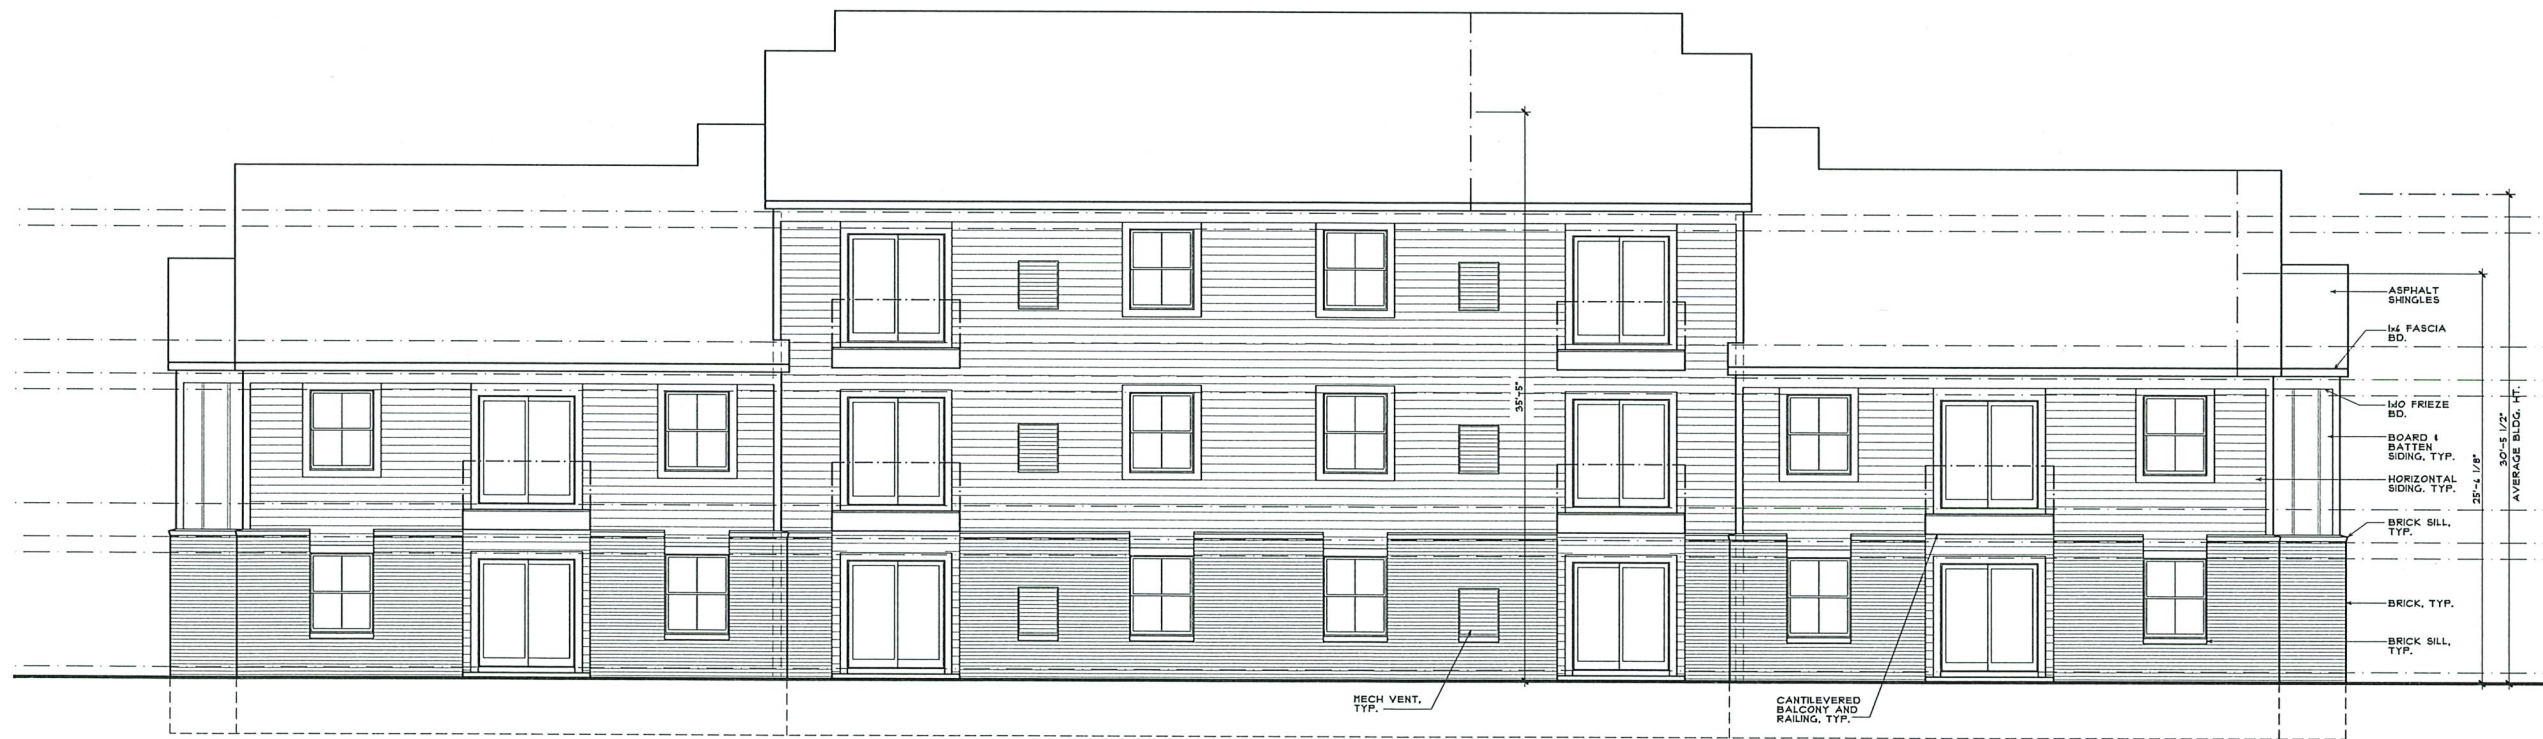 ASPHALT
SHINGLES
1x6 FASCIA
BD.
1x10 FRIEZE
BD.
BOARD &
BATTEN
SIDING, TYP.
HORIZONTAL
SIDING. TYP.
BRICK SILL,
TYP.
BRICK, TYP.
BRICK SILL,
TYP.
35'-5"
25'-6 1/8"
30'-5 1/2"
AVERAGE BLDG. HT.
MECH VENT,
TYP.
CANTILEVERED
BALCONY AND
RAILING, TYP.